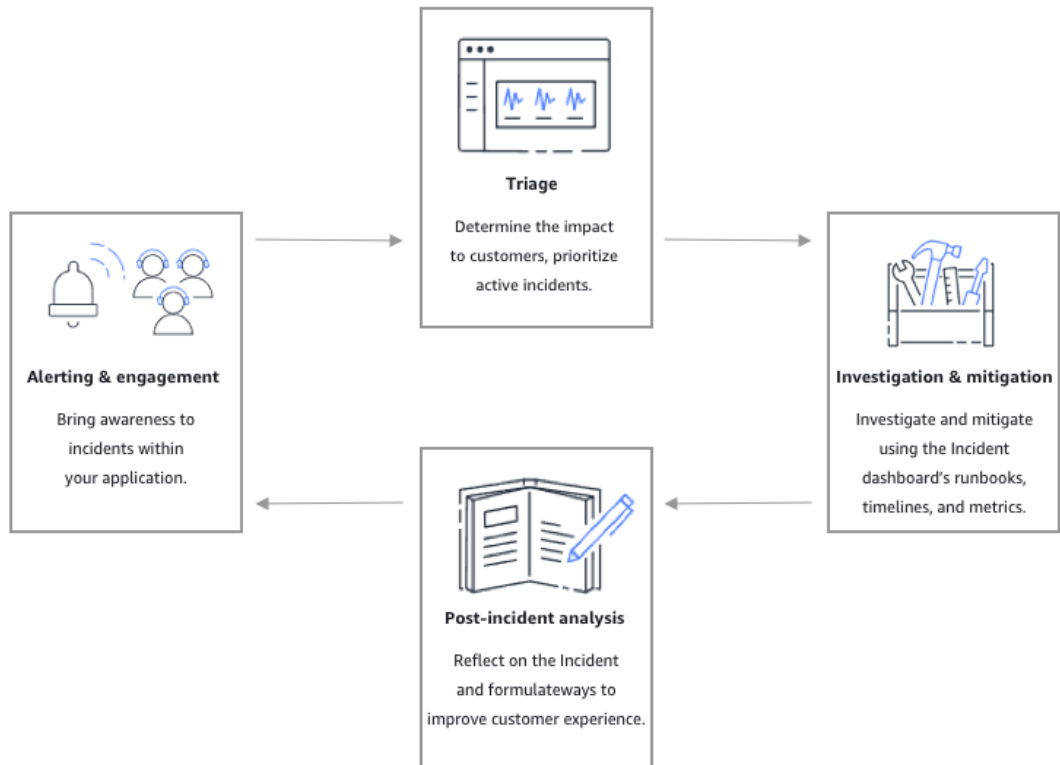 Triage
Determine the impact
to customers, prioritize
active incidents.
Alerting & engagement
Bring awareness to
incidents within
your application.
Investigation & mitigation
Investigate and mitigate
using the Incident
dashboard’s runbooks,
timelines, and metrics.
Post-incident analysis
Reflect on the Incident
and formulateways to
improve customer experience.